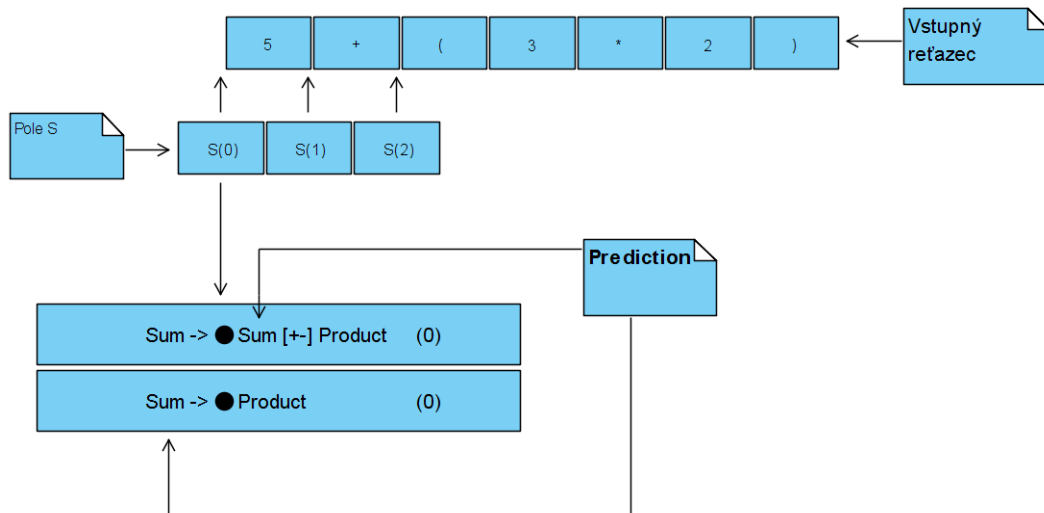 5 + ( 3 * 2 )
Vstupný
reťazec
Pole S
S(0) S(1) S(2)
Prediction
Sum -> ● Sum [+-] Product (0)
Sum -> ● Product (0)